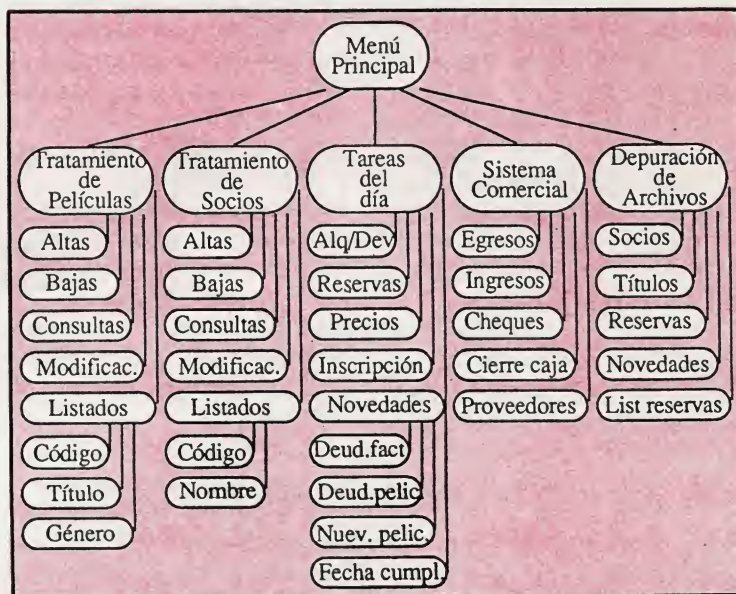 Menú
Principal
Tratamiento
de
Películas
Altas
Bajas
Consultas
Modificac.
Listados
Código
Título
Género
Tratamiento
de
Socios
Altas
Bajas
Consultas
Modificac.
Listados
Código
Nombre
Tareas
del
día
Alq/Dev
Reservas
Precios
Inscripción
Novedades
Deud.fact
Deud.pelic.
Nuev. pelic.
Fecha cumpl.
Sistema
Comercial
Egresos
Ingresos
Cheques
Cierre caja
Proveedores
Depuración
de
Archivos
Socios
Títulos
Reservas
Novedades
List reservas